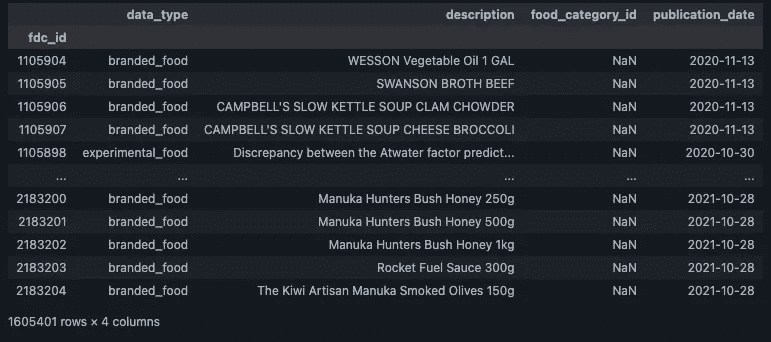 data_type description food_category_id publication_date
fdc_id
1105904 branded_food WESSON Vegetable Oil 1 GAL NaN 2020-11-13
1105905 branded_food SWANSON BROTH BEEF NaN 2020-11-13
1105906 branded_food CAMPBELL'S SLOW KETTLE SOUP CLAM CHOWDER NaN 2020-11-13
1105907 branded_food CAMPBELL'S SLOW KETTLE SOUP CHEESE BROCCOLI NaN 2020-11-13
1105898 experimental_food Discrepancy between the Atwater factor predict... NaN 2020-10-30
... ... ... ... ...
2183200 branded_food Manuka Hunters Bush Honey 250g NaN 2021-10-28
2183201 branded_food Manuka Hunters Bush Honey 500g NaN 2021-10-28
2183202 branded_food Manuka Hunters Bush Honey 1kg NaN 2021-10-28
2183203 branded_food Rocket Fuel Sauce 300g NaN 2021-10-28
2183204 branded_food The Kiwi Artisan Manuka Smoked Olives 150g NaN 2021-10-28
1605401 rows × 4 columns